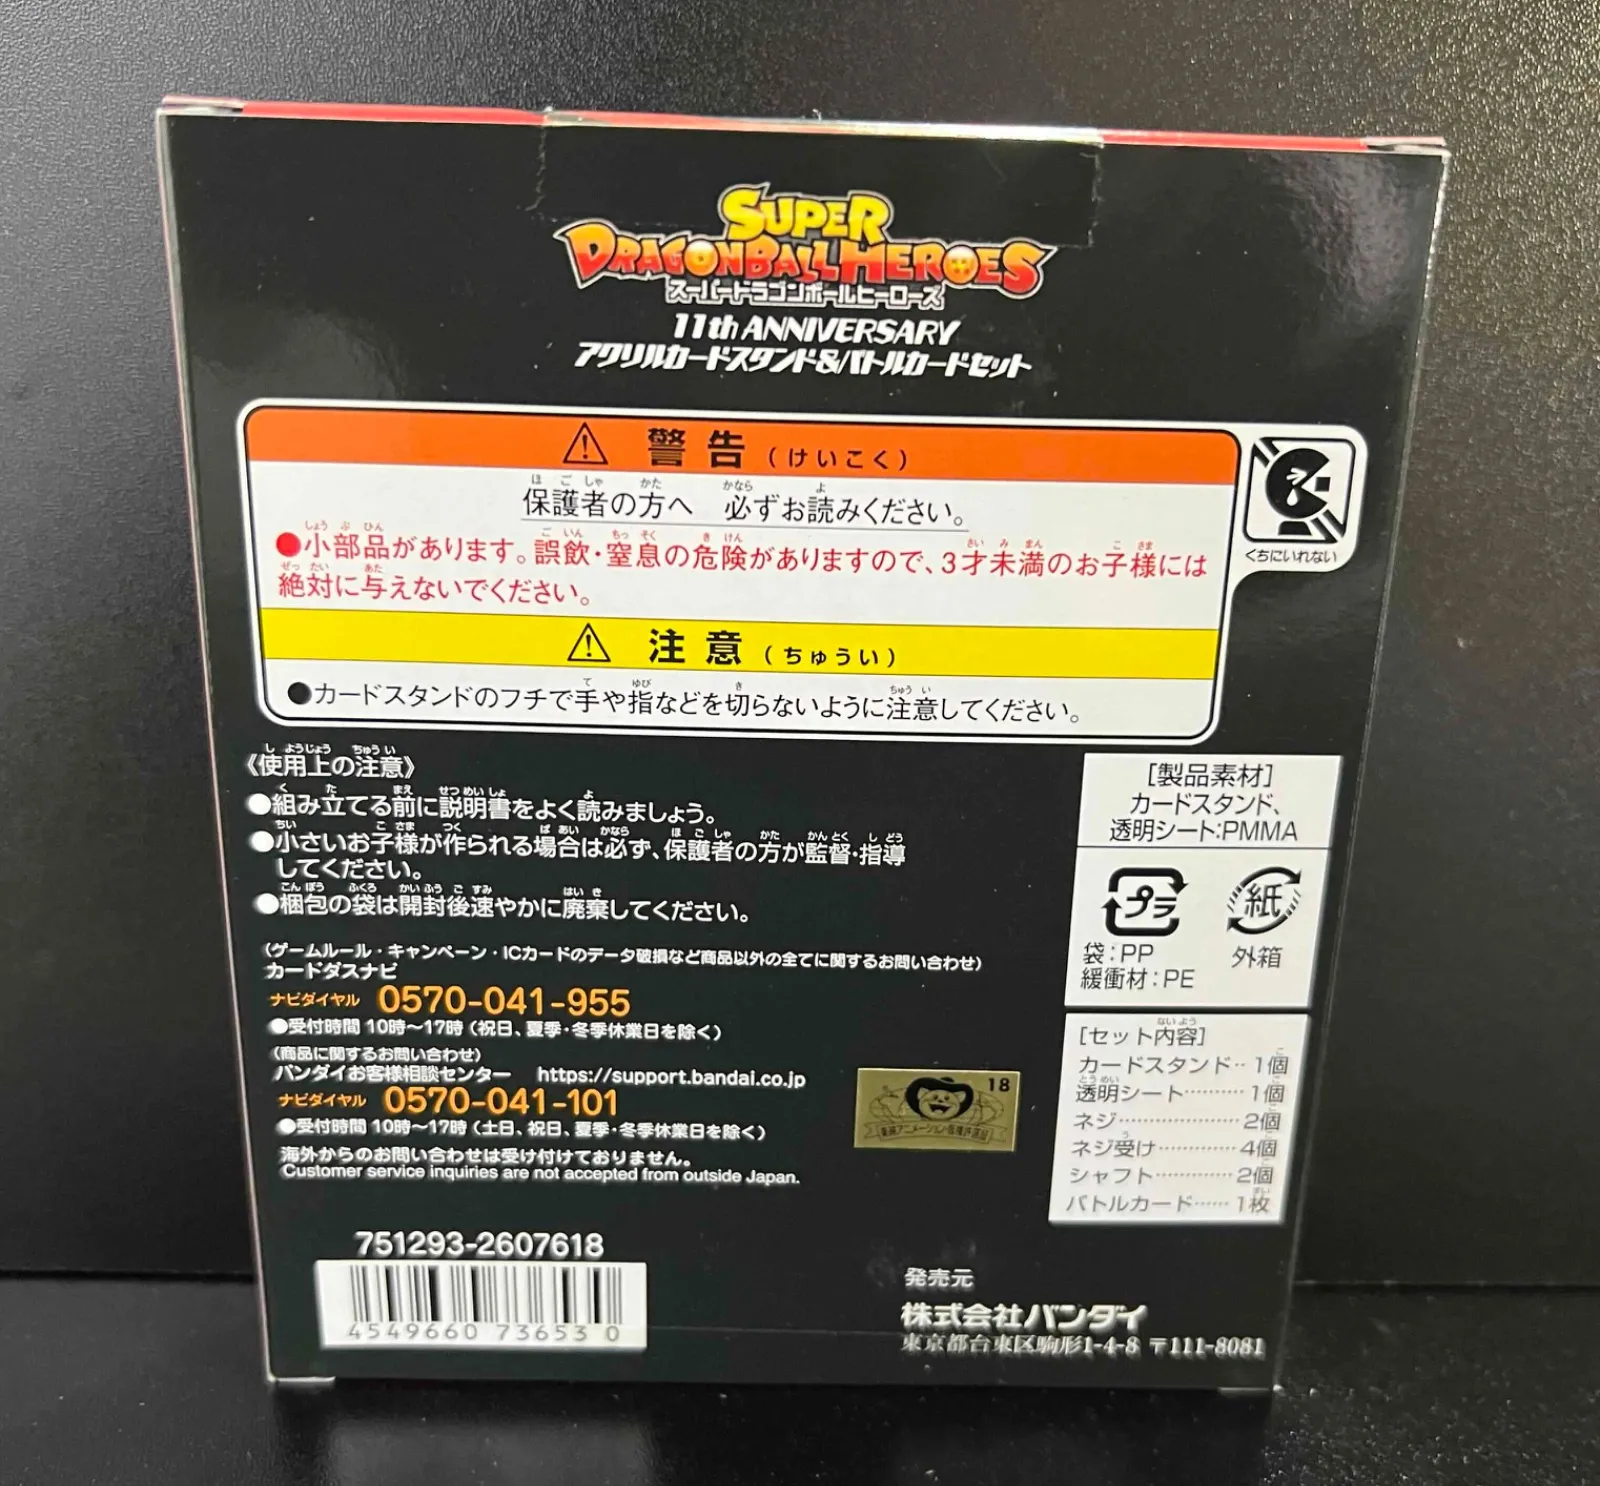 SUPER
DRAGONBALL HEROES
スーパードラゴンボールヒーローズ
11th ANNIVERSARY
アクリルカードスタンド&バトルカードセット
警告(けいこく)
保護者の方へ 必ずお読みください。
●小部品があります。誤飲・窒息の危険がありますので、3才未満のお子様には
絶対に与えないでください。
くちにいれない
注意(ちゅうい)
●カードスタンドのフチで手や指などを切らないように注意してください。
《使用上の注意》
●組み立てる前に説明書をよく読みましょう。
●小さいお子様が作られる場合は必ず、保護者の方が監督・指導
してください。
●梱包の袋は開封後速やかに廃棄してください。
(ゲームルール・キャンペーン・ICカードのデータ破損など商品以外の全てに関するお問い合わせ)
カードダスナビ
ナビダイヤル 0570-041-955
●受付時間 10時〜17時 (祝日、夏季・冬季休業日を除く)
(商品に関するお問い合わせ)
バンダイお客様相談センター https://support.bandai.co.jp
ナビダイヤル 0570-041-101
●受付時間 10時〜17時 (土日、祝日、夏季・冬季休業日を除く)
海外からのお問い合わせは受け付けておりません。
Customer service inquiries are not accepted from outside Japan.
751293-2607618
4549660 73653 0
[製品素材]
カードスタンド、
透明シート:PMMA
プラ
紙
袋:PP
緩衝材:PE
外箱
[セット内容]
カードスタンド‥1個
透明シート………1個
ネジ………………2個
ネジ受け…………4個
シャフト…………2個
バトルカード……1枚
18
東映アニメーション版権許諾証
発売元
株式会社バンダイ
東京都台東区駒形1-4-8 〒111-8081